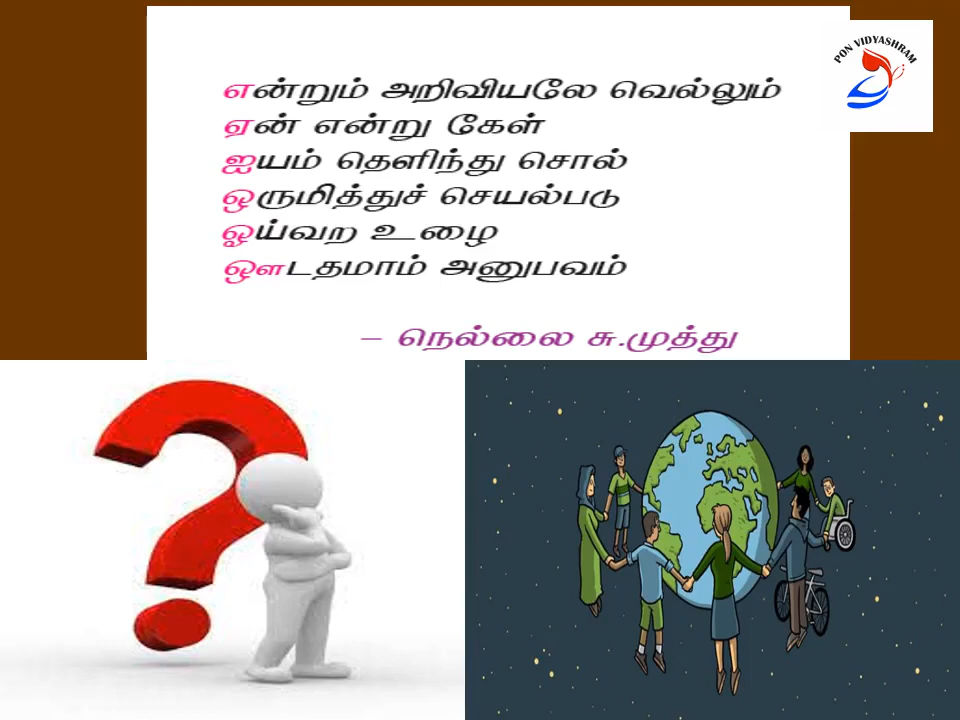 என்றும் அறிவியலே வெல்லும்
ஏன் என்று கேள்
ஐயம் தெளிந்து சொல்
ஒருமித்துச் செயல்படு
ஓய்வற உழை
ஔடதமாம் அனுபவம்
– நெல்லை சு.முத்து
PON VIDYASHRAM